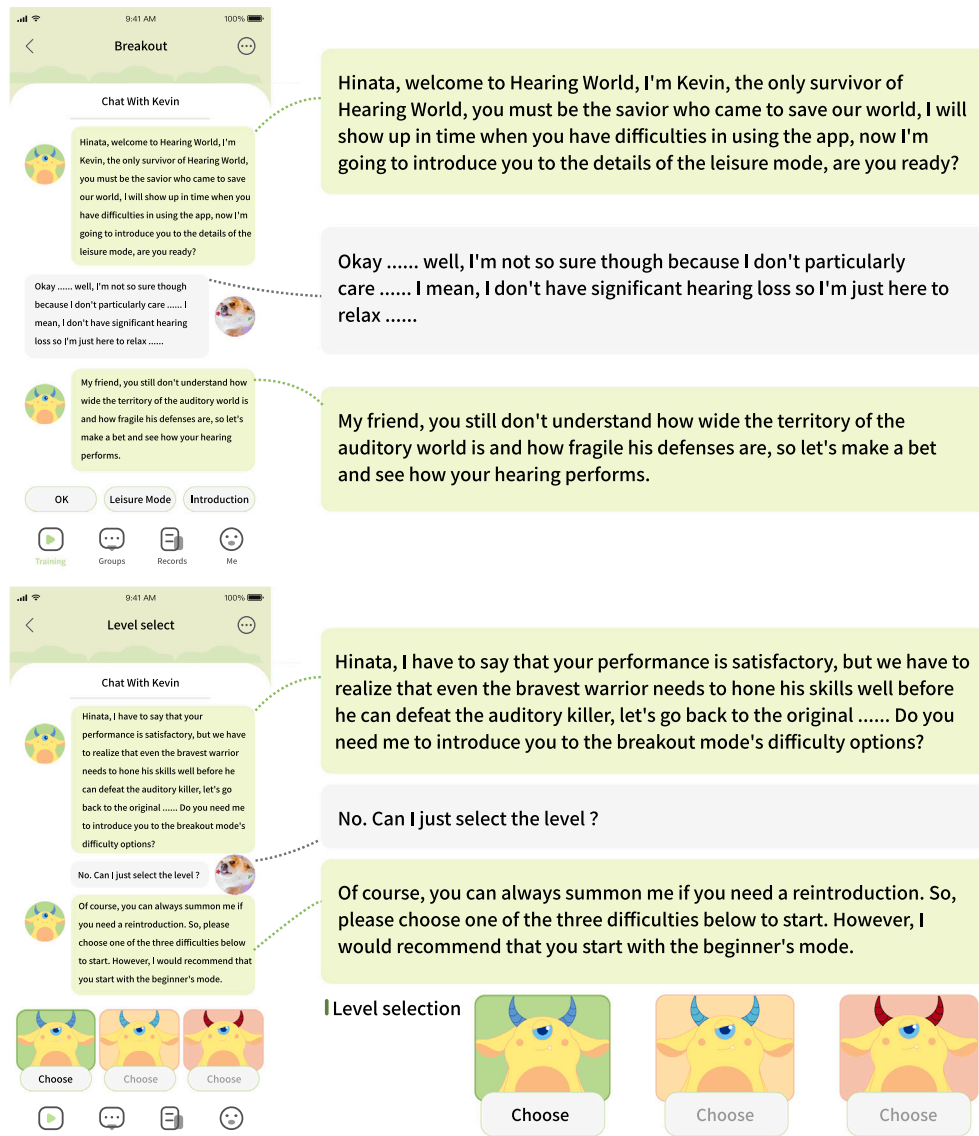 9:41 AM
100%
Breakout
Chat With Kevin
Hinata, welcome to Hearing World, I'm
Kevin, the only survivor of Hearing World,
you must be the savior who came to save
our world, I will show up in time when you
have difficulties in using the app, now I'm
going to introduce you to the details of the
leisure mode, are you ready?
Okay ...... well, I'm not so sure though
because I don't particularly care ...... I
mean, I don't have significant hearing
loss so I'm just here to relax ......
My friend, you still don't understand how
wide the territory of the auditory world is
and how fragile his defenses are, so let's
make a bet and see how your hearing
performs.
OK
Leisure Mode
Introduction
Training
Groups
Records
Me
Hinata, welcome to Hearing World, I'm Kevin, the only survivor of
Hearing World, you must be the savior who came to save our world, I will
show up in time when you have difficulties in using the app, now I'm
going to introduce you to the details of the leisure mode, are you ready?
Okay ...... well, I'm not so sure though because I don't particularly
care ...... I mean, I don't have significant hearing loss so I'm just here to
relax ......
My friend, you still don't understand how wide the territory of the
auditory world is and how fragile his defenses are, so let's make a bet
and see how your hearing performs.
9:41 AM
100%
Level select
Chat With Kevin
Hinata, I have to say that your
performance is satisfactory, but we have
to realize that even the bravest warrior
needs to hone his skills well before he
can defeat the auditory killer, let's go
back to the original ...... Do you need me
to introduce you to the breakout mode's
difficulty options?
No. Can I just select the level ?
Of course, you can always summon me if
you need a reintroduction. So, please
choose one of the three difficulties below
to start. However, I would recommend that
you start with the beginner's mode.
Choose
Choose
Choose
Hinata, I have to say that your performance is satisfactory, but we have to
realize that even the bravest warrior needs to hone his skills well before
he can defeat the auditory killer, let's go back to the original ...... Do you
need me to introduce you to the breakout mode's difficulty options?
No. Can I just select the level ?
Of course, you can always summon me if you need a reintroduction. So,
please choose one of the three difficulties below to start. However, I
would recommend that you start with the beginner's mode.
Level selection
Choose
Choose
Choose